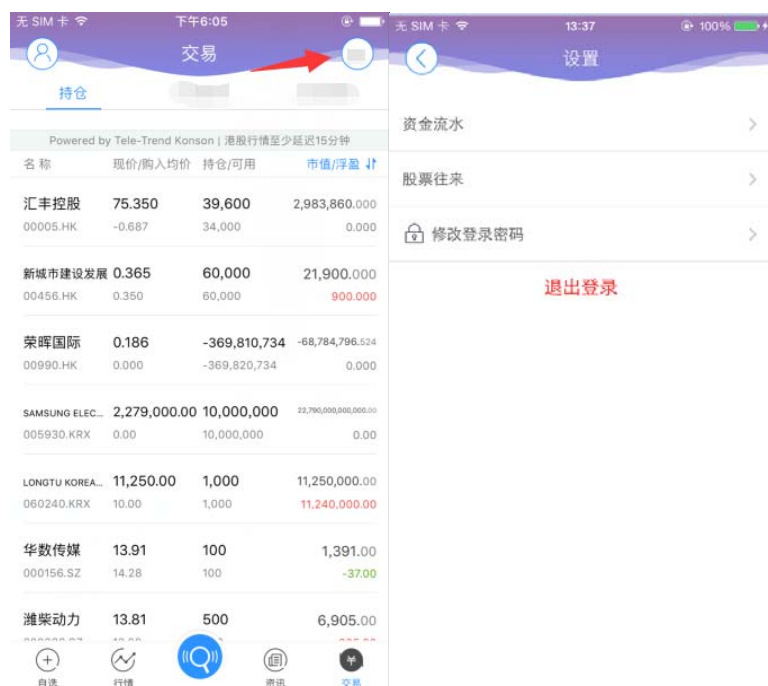 无 SIM 卡 下午6:05
交易
持仓
Powered by Tele-Trend Konson | 港股行情至少延迟15分钟
名称 现价/购入均价 持仓/可用 市值/浮盈
汇丰控股 75.350 39,600 2,983,860.000
00005.HK -0.687 34,000 0.000
新城市建设发展 0.365 60,000 21,900.000
00456.HK 0.350 60,000 900.000
荣晖国际 0.186 -369,810,734 -68,784,796.524
00990.HK 0.000 -369,820,734 0.000
SAMSUNG ELEC... 2,279,000.00 10,000,000 22,790,000,000,000.00
005930.KRX 0.00 10,000,000 0.00
LONGTU KOREA... 11,250.00 1,000 11,250,000.00
060240.KRX 10.00 1,000 11,240,000.00
华数传媒 13.91 100 1,391.00
000156.SZ 14.28 100 -37.00
潍柴动力 13.81 500 6,905.00
自选 行情 资讯 交易
无 SIM 卡 13:37 100%
设置
资金流水
股票往来
修改登录密码
退出登录